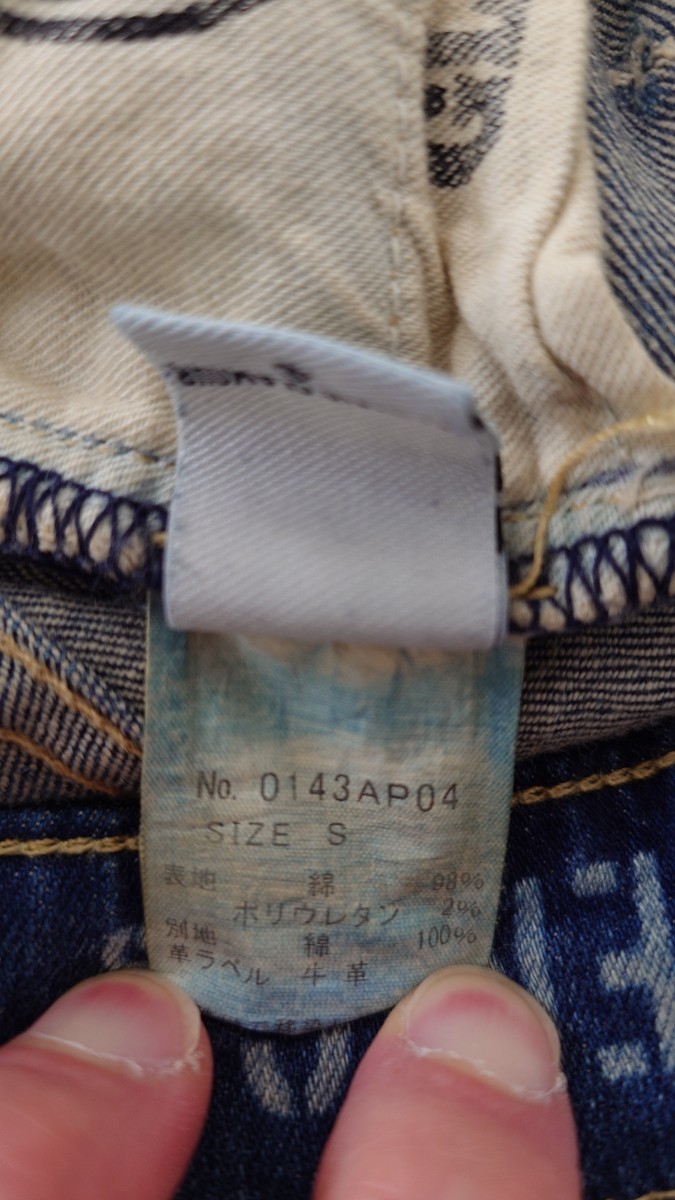 No. 0143AP04
SIZE S
表地 綿 98%
ポリウレタン 2%
別地 綿 100%
革ラベル 牛革